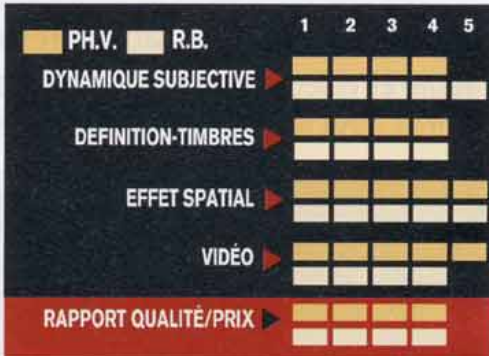 1 2 3 4 5
PH.V. R.B.
DYNAMIQUE SUBJECTIVE
DEFINITION-TIMBRES
EFFET SPATIAL
VIDÉO
RAPPORT QUALITÉ/PRIX